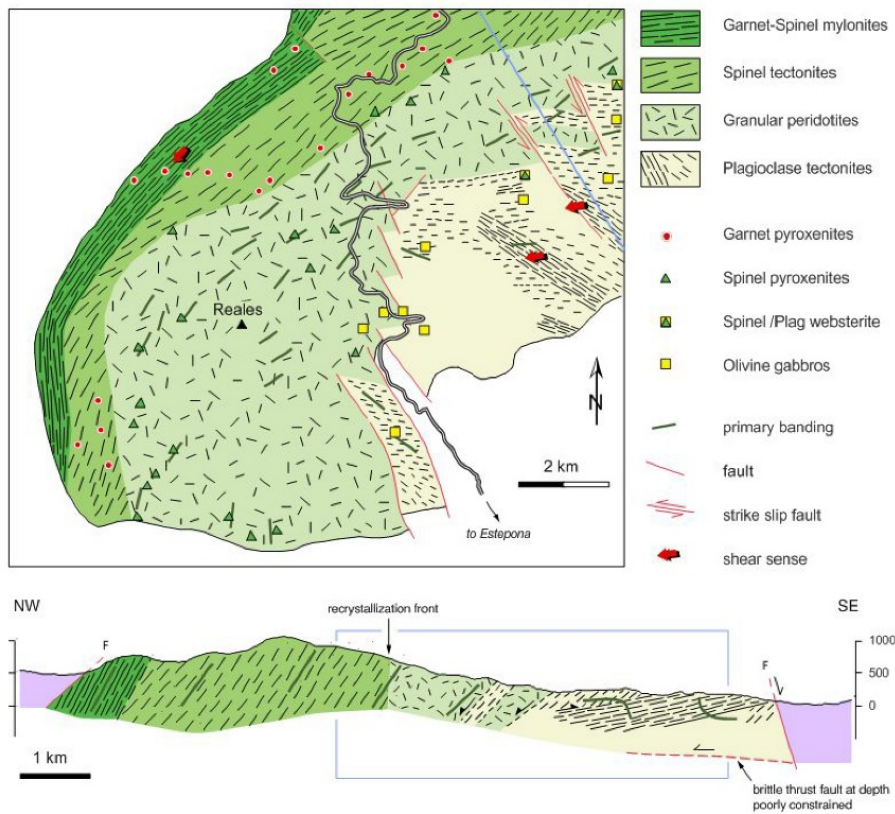 Garnet-Spinel mylonites
Spinel tectonites
Granular peridotites
Plagioclase tectonites
Garnet pyroxenites
Spinel pyroxenites
Spinel /Plag websterite
Olivine gabbros
primary banding
fault
strike slip fault
shear sense
Reales
N
2 km
to Estepona
NW
SE
recrystallization front
F
F
1000
500
0
1 km
brittle thrust fault at depth
poorly constrained